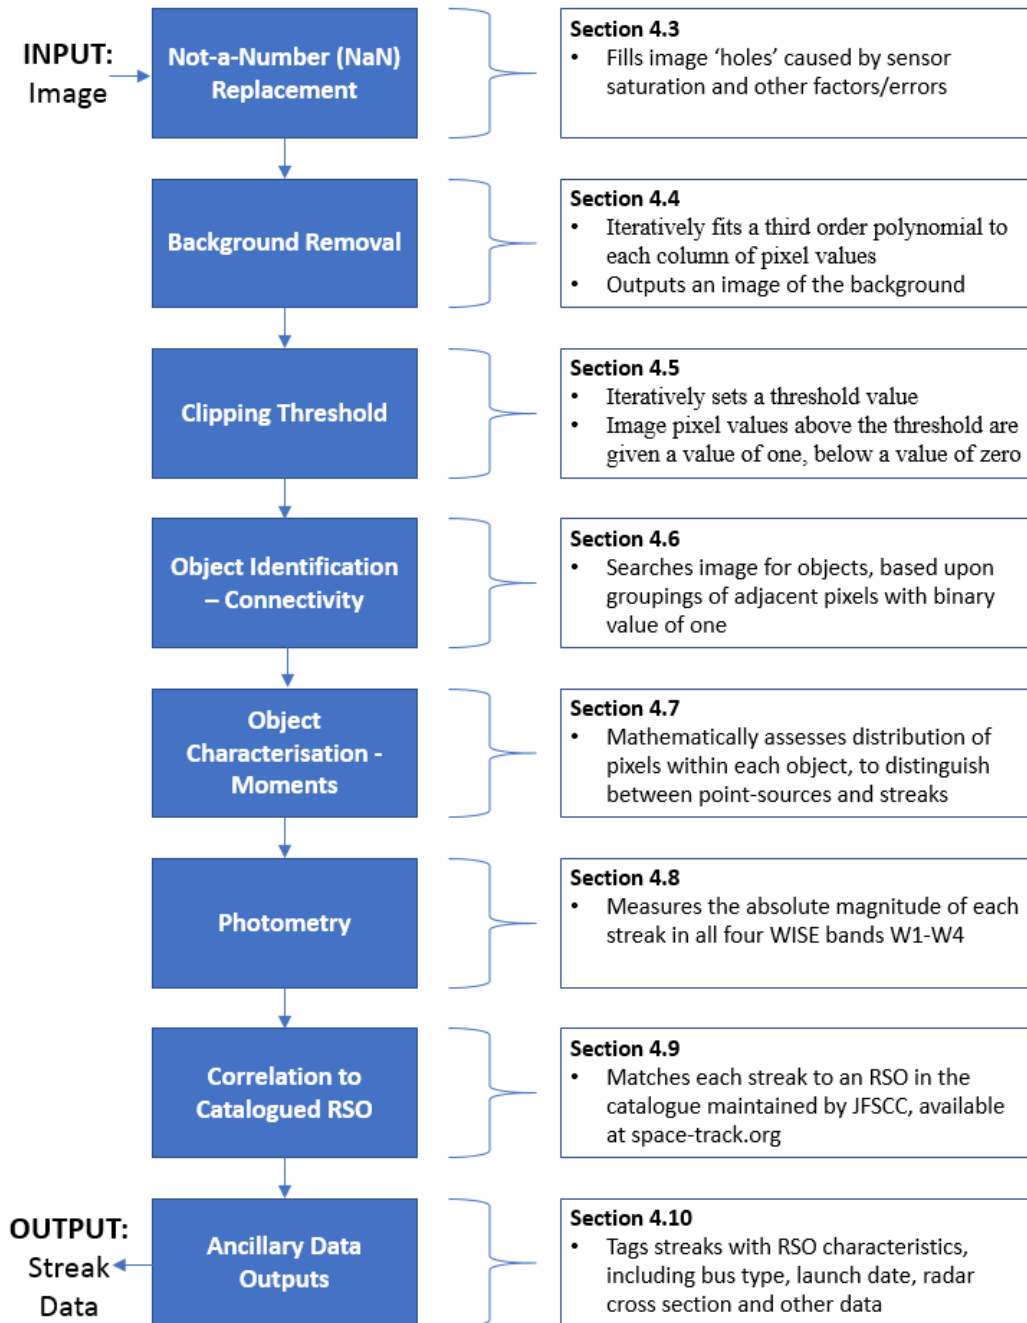 INPUT:
Image
Not-a-Number (NaN)
Replacement
Section 4.3
• Fills image ‘holes’ caused by sensor
saturation and other factors/errors
Background Removal
Section 4.4
• Iteratively fits a third order polynomial to
each column of pixel values
• Outputs an image of the background
Clipping Threshold
Section 4.5
• Iteratively sets a threshold value
• Image pixel values above the threshold are
given a value of one, below a value of zero
Object Identification
– Connectivity
Section 4.6
• Searches image for objects, based upon
groupings of adjacent pixels with binary
value of one
Object
Characterisation -
Moments
Section 4.7
• Mathematically assesses distribution of
pixels within each object, to distinguish
between point-sources and streaks
Photometry
Section 4.8
• Measures the absolute magnitude of each
streak in all four WISE bands W1-W4
Correlation to
Catalogued RSO
Section 4.9
• Matches each streak to an RSO in the
catalogue maintained by JFSCC, available
at space-track.org
OUTPUT:
Streak
Data
Ancillary Data
Outputs
Section 4.10
• Tags streaks with RSO characteristics,
including bus type, launch date, radar
cross section and other data